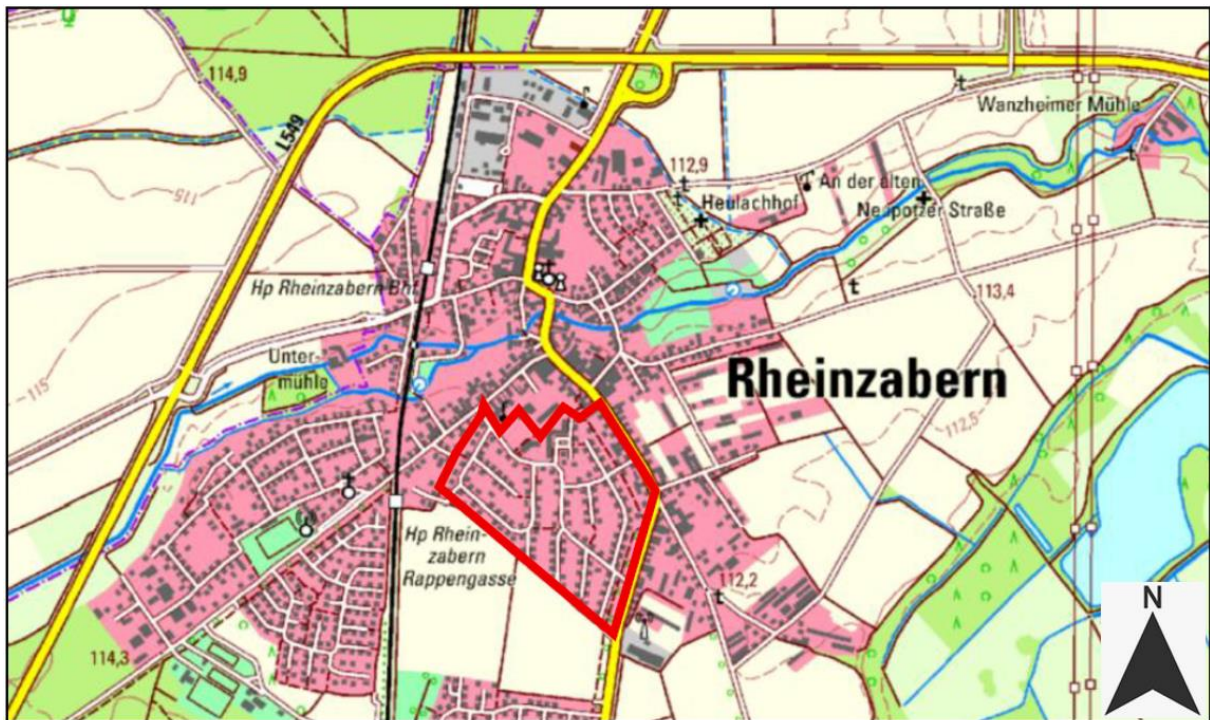 114,9
L549
115
Wanzheimer Mühle
112,9
An der alten
Heulachhof
Neupotzer Straße
Hp Rheinzabern Bhf
113,4
Unter-
mühle
115
Rheinzabern
112,5
Hp Rhein-
zabern
Rappengasse
112,2
N
114,3